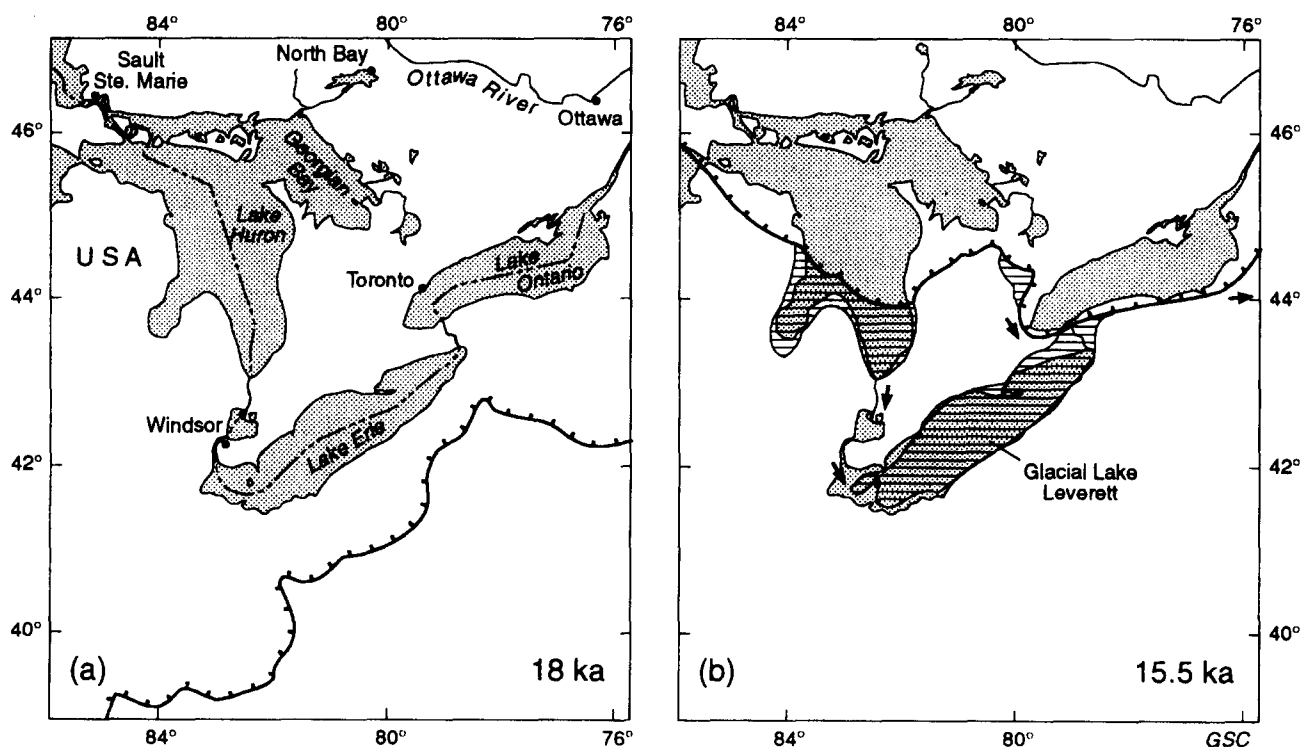 84°
80°
76°
84°
80°
76°
Sault
Ste. Marie
North Bay
Ottawa River
Ottawa
46°
46°
Georgian
Bay
Lake
Huron
USA
Toronto
Lake
Ontario
44°
44°
Windsor
Lake Erie
42°
42°
Glacial Lake
Leverett
40°
40°
(a)
18 ka
(b)
15.5 ka
84°
80°
76°
84°
80°
GSC